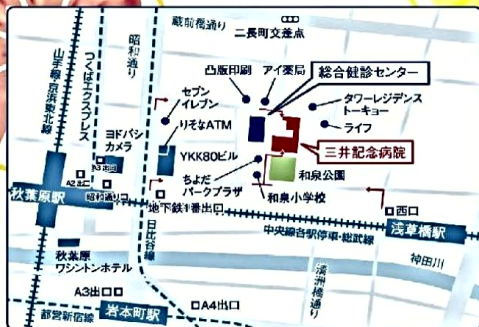 蔵前橋通り
二長町交差点
昭和通り
山手線・京浜東北線
つくばエクスプレス
凸版印刷
アイ薬局
総合健診センター
セブン
イレブン
りそなATM
タワーレジデンス
トーキョー
ライフ
ヨドバシ
カメラ
A3出口
YKK80ビル
三井記念病院
ちよだ
パークプラザ
和泉公園
和泉小学校
A2出口
昭和通り口
秋葉原駅
地下鉄1番出口
日比谷線
中央線各駅停車・総武線
西口
浅草橋駅
神田川
秋葉原
ワシントンホテル
A3出口
岩本町駅
A4出口
都営新宿線